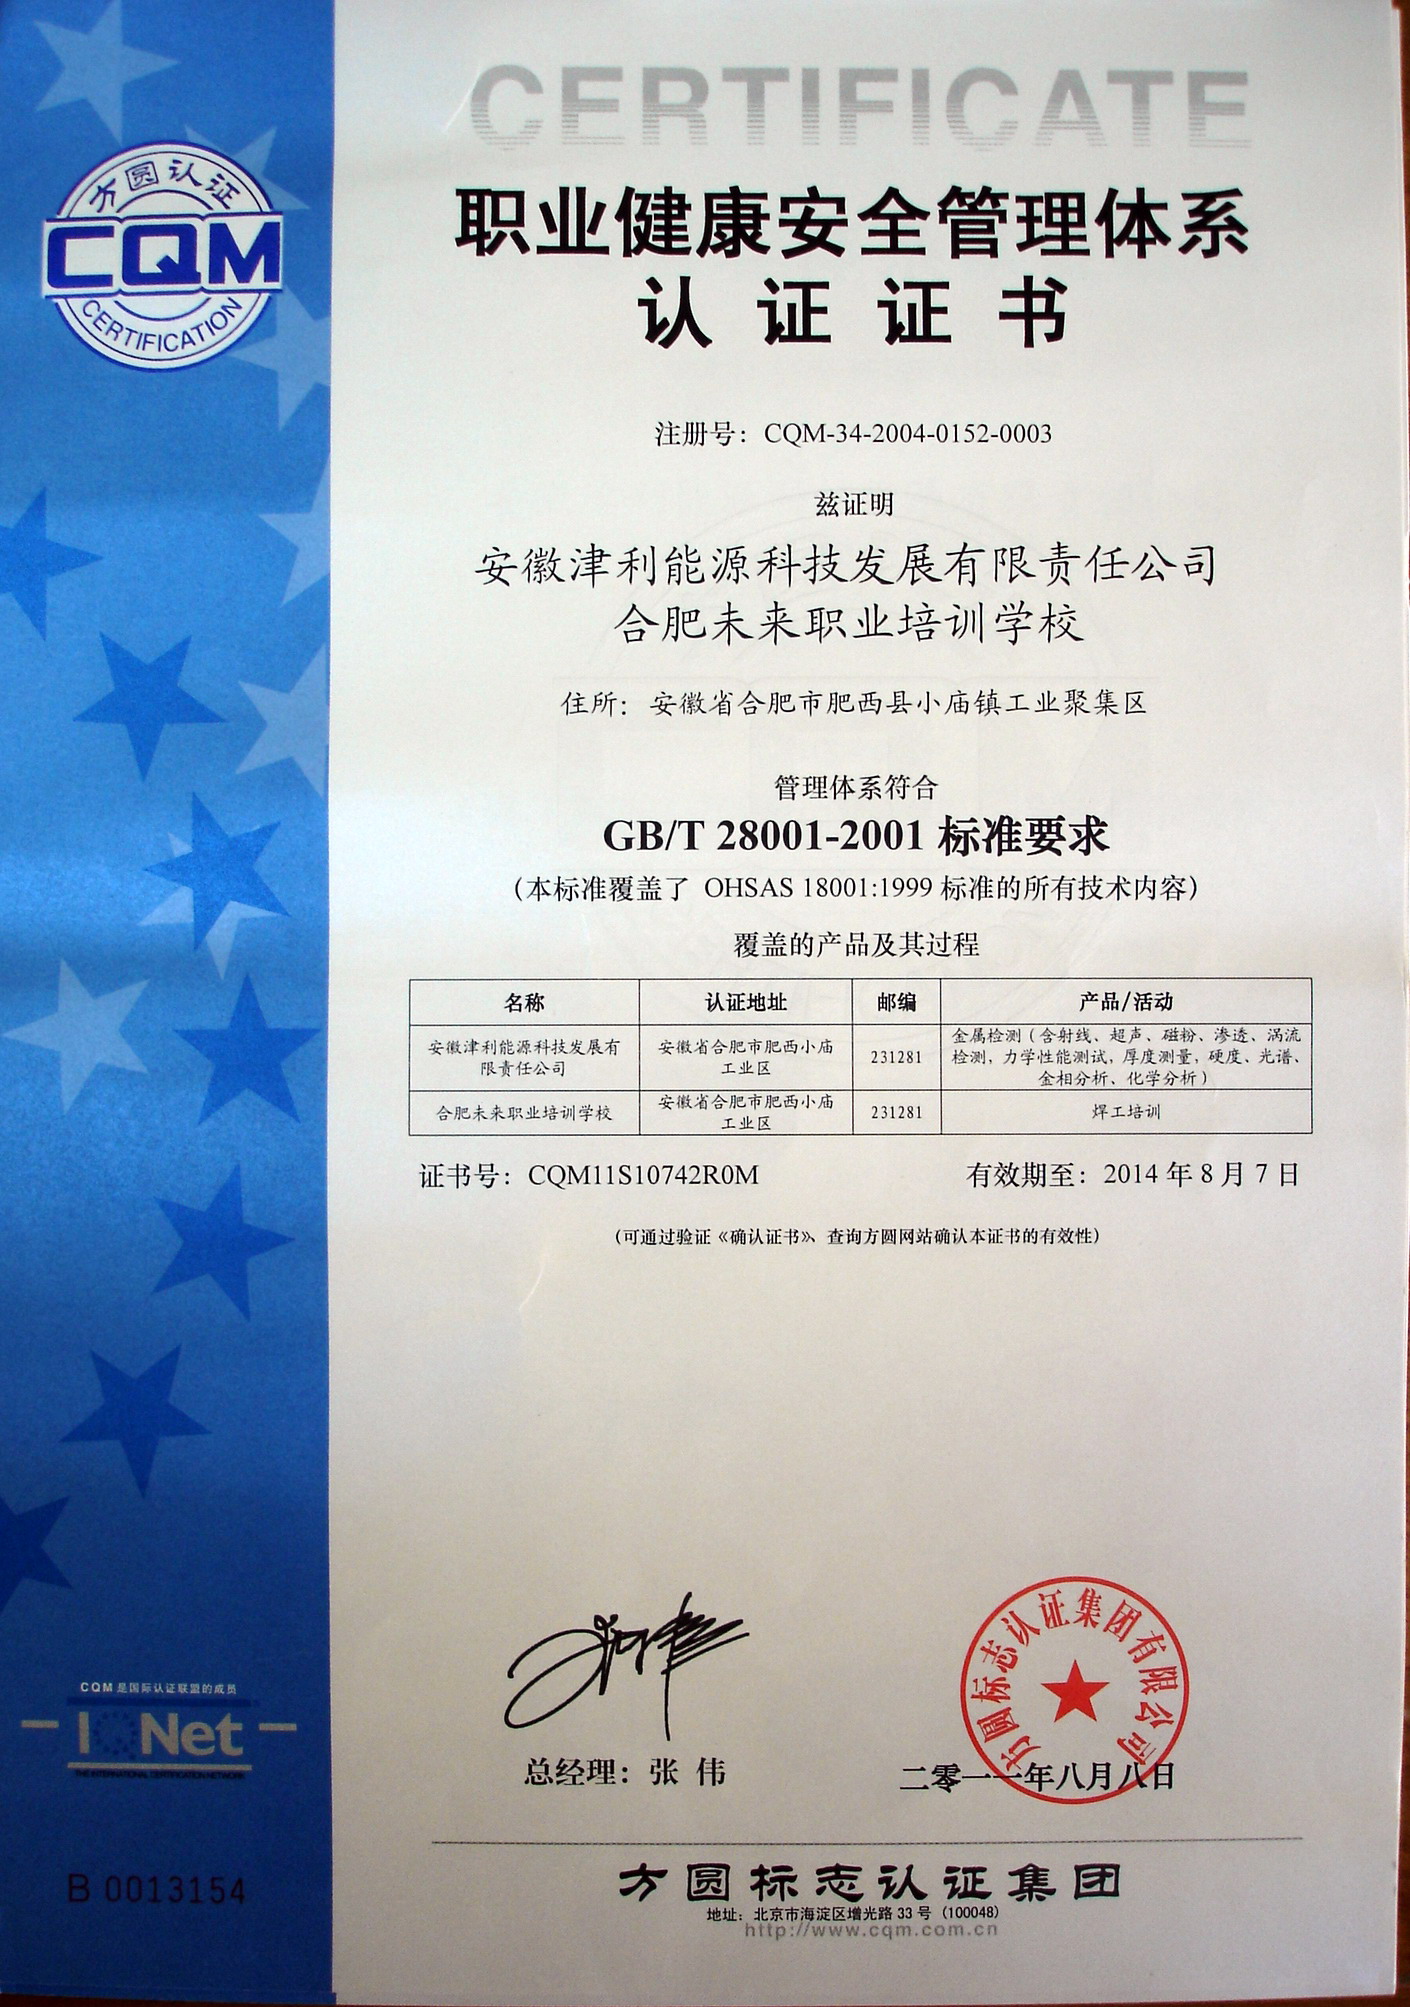 CERTIFICATE
方圆认证
CQM
CERTIFICATION
职业健康安全管理体系
认证证书
注册号：CQM-34-2004-0152-0003
兹证明
安徽津利能源科技发展有限责任公司
合肥未来职业培训学校
住所：安徽省合肥市肥西县小庙镇工业聚集区
管理体系符合
GB/T 28001-2001 标准要求
（本标准覆盖了 OHSAS 18001:1999 标准的所有技术内容）
覆盖的产品及其过程
名称 认证地址 邮编 产品/活动
安徽津利能源科技发展有
限责任公司
安徽省合肥市肥西小庙
工业区
231281
金属检测（含射线、超声、磁粉、渗透、涡流
检测，力学性能测试，厚度测量，硬度、光谱、
金相分析、化学分析）
合肥未来职业培训学校
安徽省合肥市肥西小庙
工业区
231281
焊工培训
证书号：CQM11S10742R0M 有效期至：2014 年 8 月 7 日
（可通过验证《确认证书》、查询方圆网站确认本证书的有效性）
CQM 是国际认证联盟的成员
IQNet
THE INTERNATIONAL CERTIFICATION NETWORK
方圆标志认证集团有限公司
总经理：张 伟
二零一一年八月八日
B 0013154
方圆标志认证集团
地址：北京市海淀区增光路 33 号（100048）
http://www.cqm.com.cn